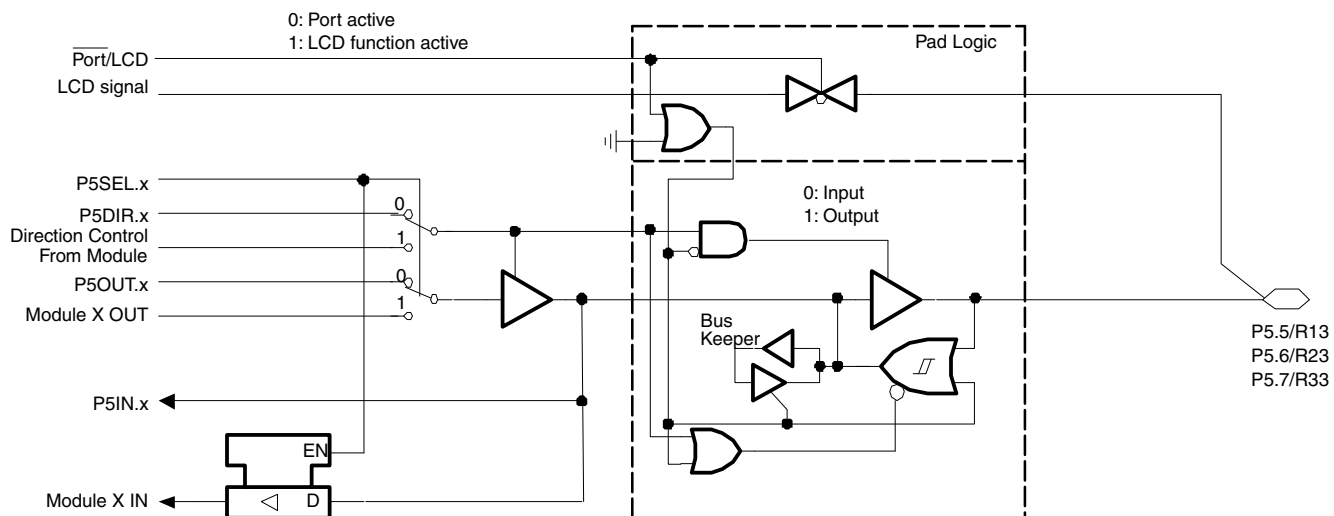 0: Port active
1: LCD function active
Port/LCD
LCD signal
Pad Logic
P5SEL.x
P5DIR.x
0
Direction Control
From Module
1
P5OUT.x
0
Module X OUT
1
0: Input
1: Output
Bus
Keeper
P5.5/R13
P5.6/R23
P5.7/R33
P5IN.x
EN
Module X IN
D